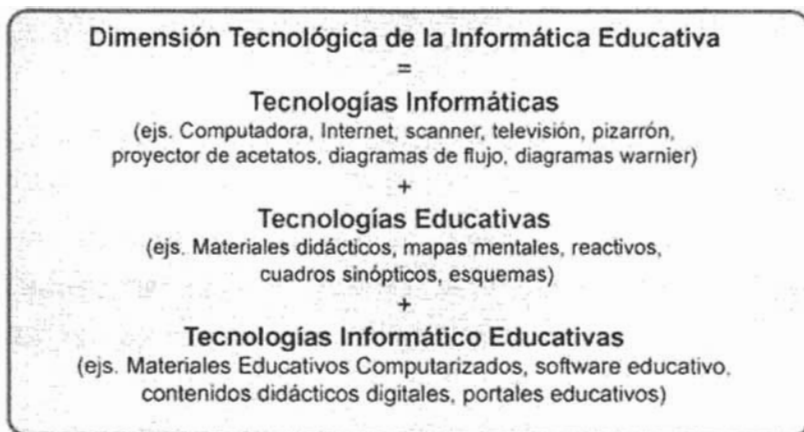 Dimensión Tecnológica de la Informática Educativa
=
Tecnologías Informáticas
(ejs. Computadora, Internet, scanner, televisión, pizarrón,
proyector de acetatos, diagramas de flujo, diagramas warnier)
+
Tecnologías Educativas
(ejs. Materiales didácticos, mapas mentales, reactivos,
cuadros sinópticos, esquemas)
+
Tecnologías Informático Educativas
(ejs. Materiales Educativos Computarizados, software educativo,
contenidos didácticos digitales, portales educativos)